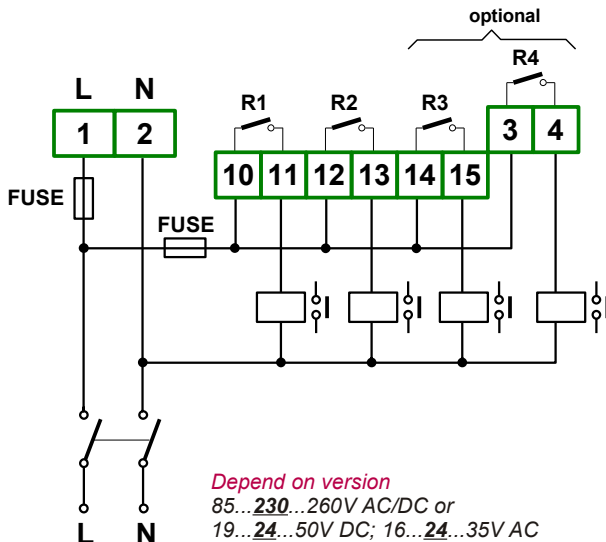 optional
R4
L N
R1 R2 R3
1 2
3 4
10 11 12 13 14 15
FUSE
FUSE
Depend on version
85...230...260V AC/DC or
19...24...50V DC; 16...24...35V AC
L N